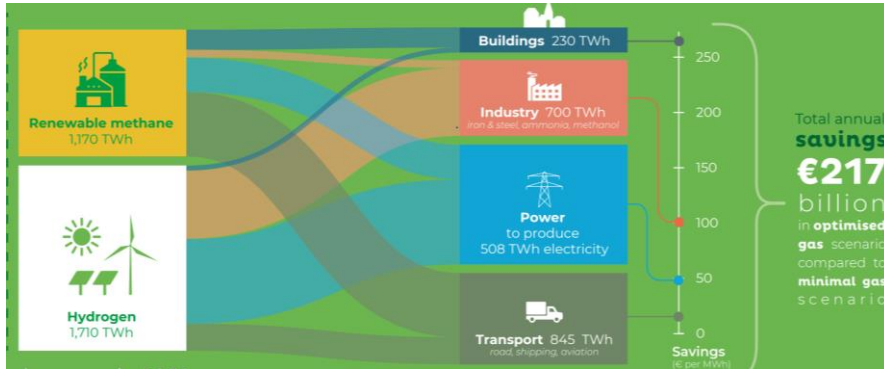 Renewable methane
1,170 TWh
Hydrogen
1,710 TWh
Buildings 230 TWh
Industry 700 TWh
iron & steel, ammonia, methanol
Power
to produce
508 TWh electricity
Transport 845 TWh
road, shipping, aviation
250
200
150
100
50
0
Savings
(€ per MWh)
Total annual
savings
€217
billion
in optimised
gas scenario
compared to
minimal gas
scenario